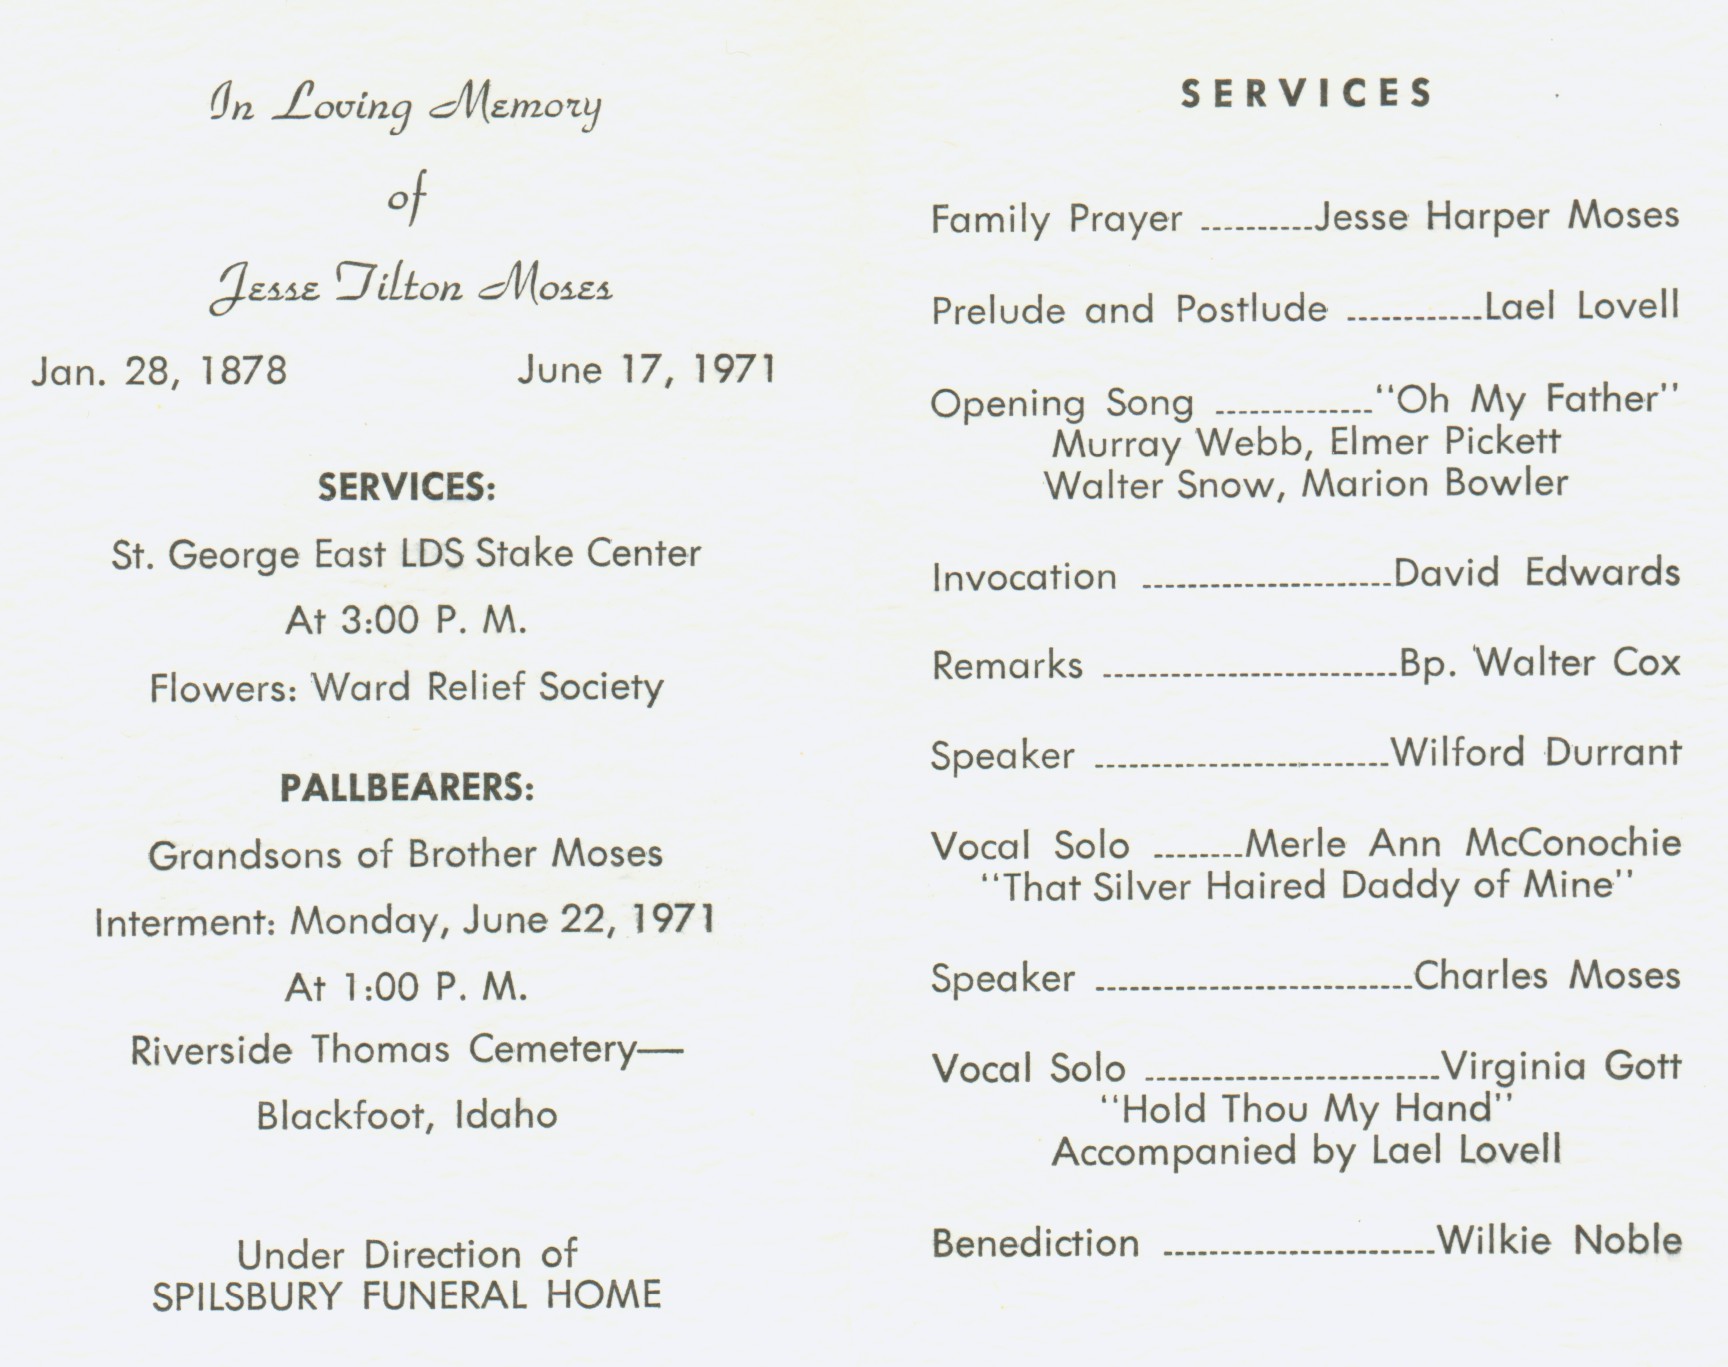 In Loving Memory
of
Jesse Tilton Moses
Jan. 28, 1878 June 17, 1971
SERVICES:
St. George East LDS Stake Center
At 3:00 P. M.
Flowers: Ward Relief Society
PALLBEARERS:
Grandsons of Brother Moses
Interment: Monday, June 22, 1971
At 1:00 P. M.
Riverside Thomas Cemetery—
Blackfoot, Idaho
Under Direction of
SPILSBURY FUNERAL HOME
SERVICES
Family Prayer ----------Jesse Harper Moses
Prelude and Postlude ------------Lael Lovell
Opening Song --------------"Oh My Father"
Murray Webb, Elmer Pickett
Walter Snow, Marion Bowler
Invocation ----------------------David Edwards
Remarks --------------------------Bp. Walter Cox
Speaker --------------------------Wilford Durrant
Vocal Solo --------Merle Ann McConochie
"That Silver Haired Daddy of Mine"
Speaker ----------------------------Charles Moses
Vocal Solo --------------------------Virginia Gott
"Hold Thou My Hand"
Accompanied by Lael Lovell
Benediction ------------------------Wilkie Noble